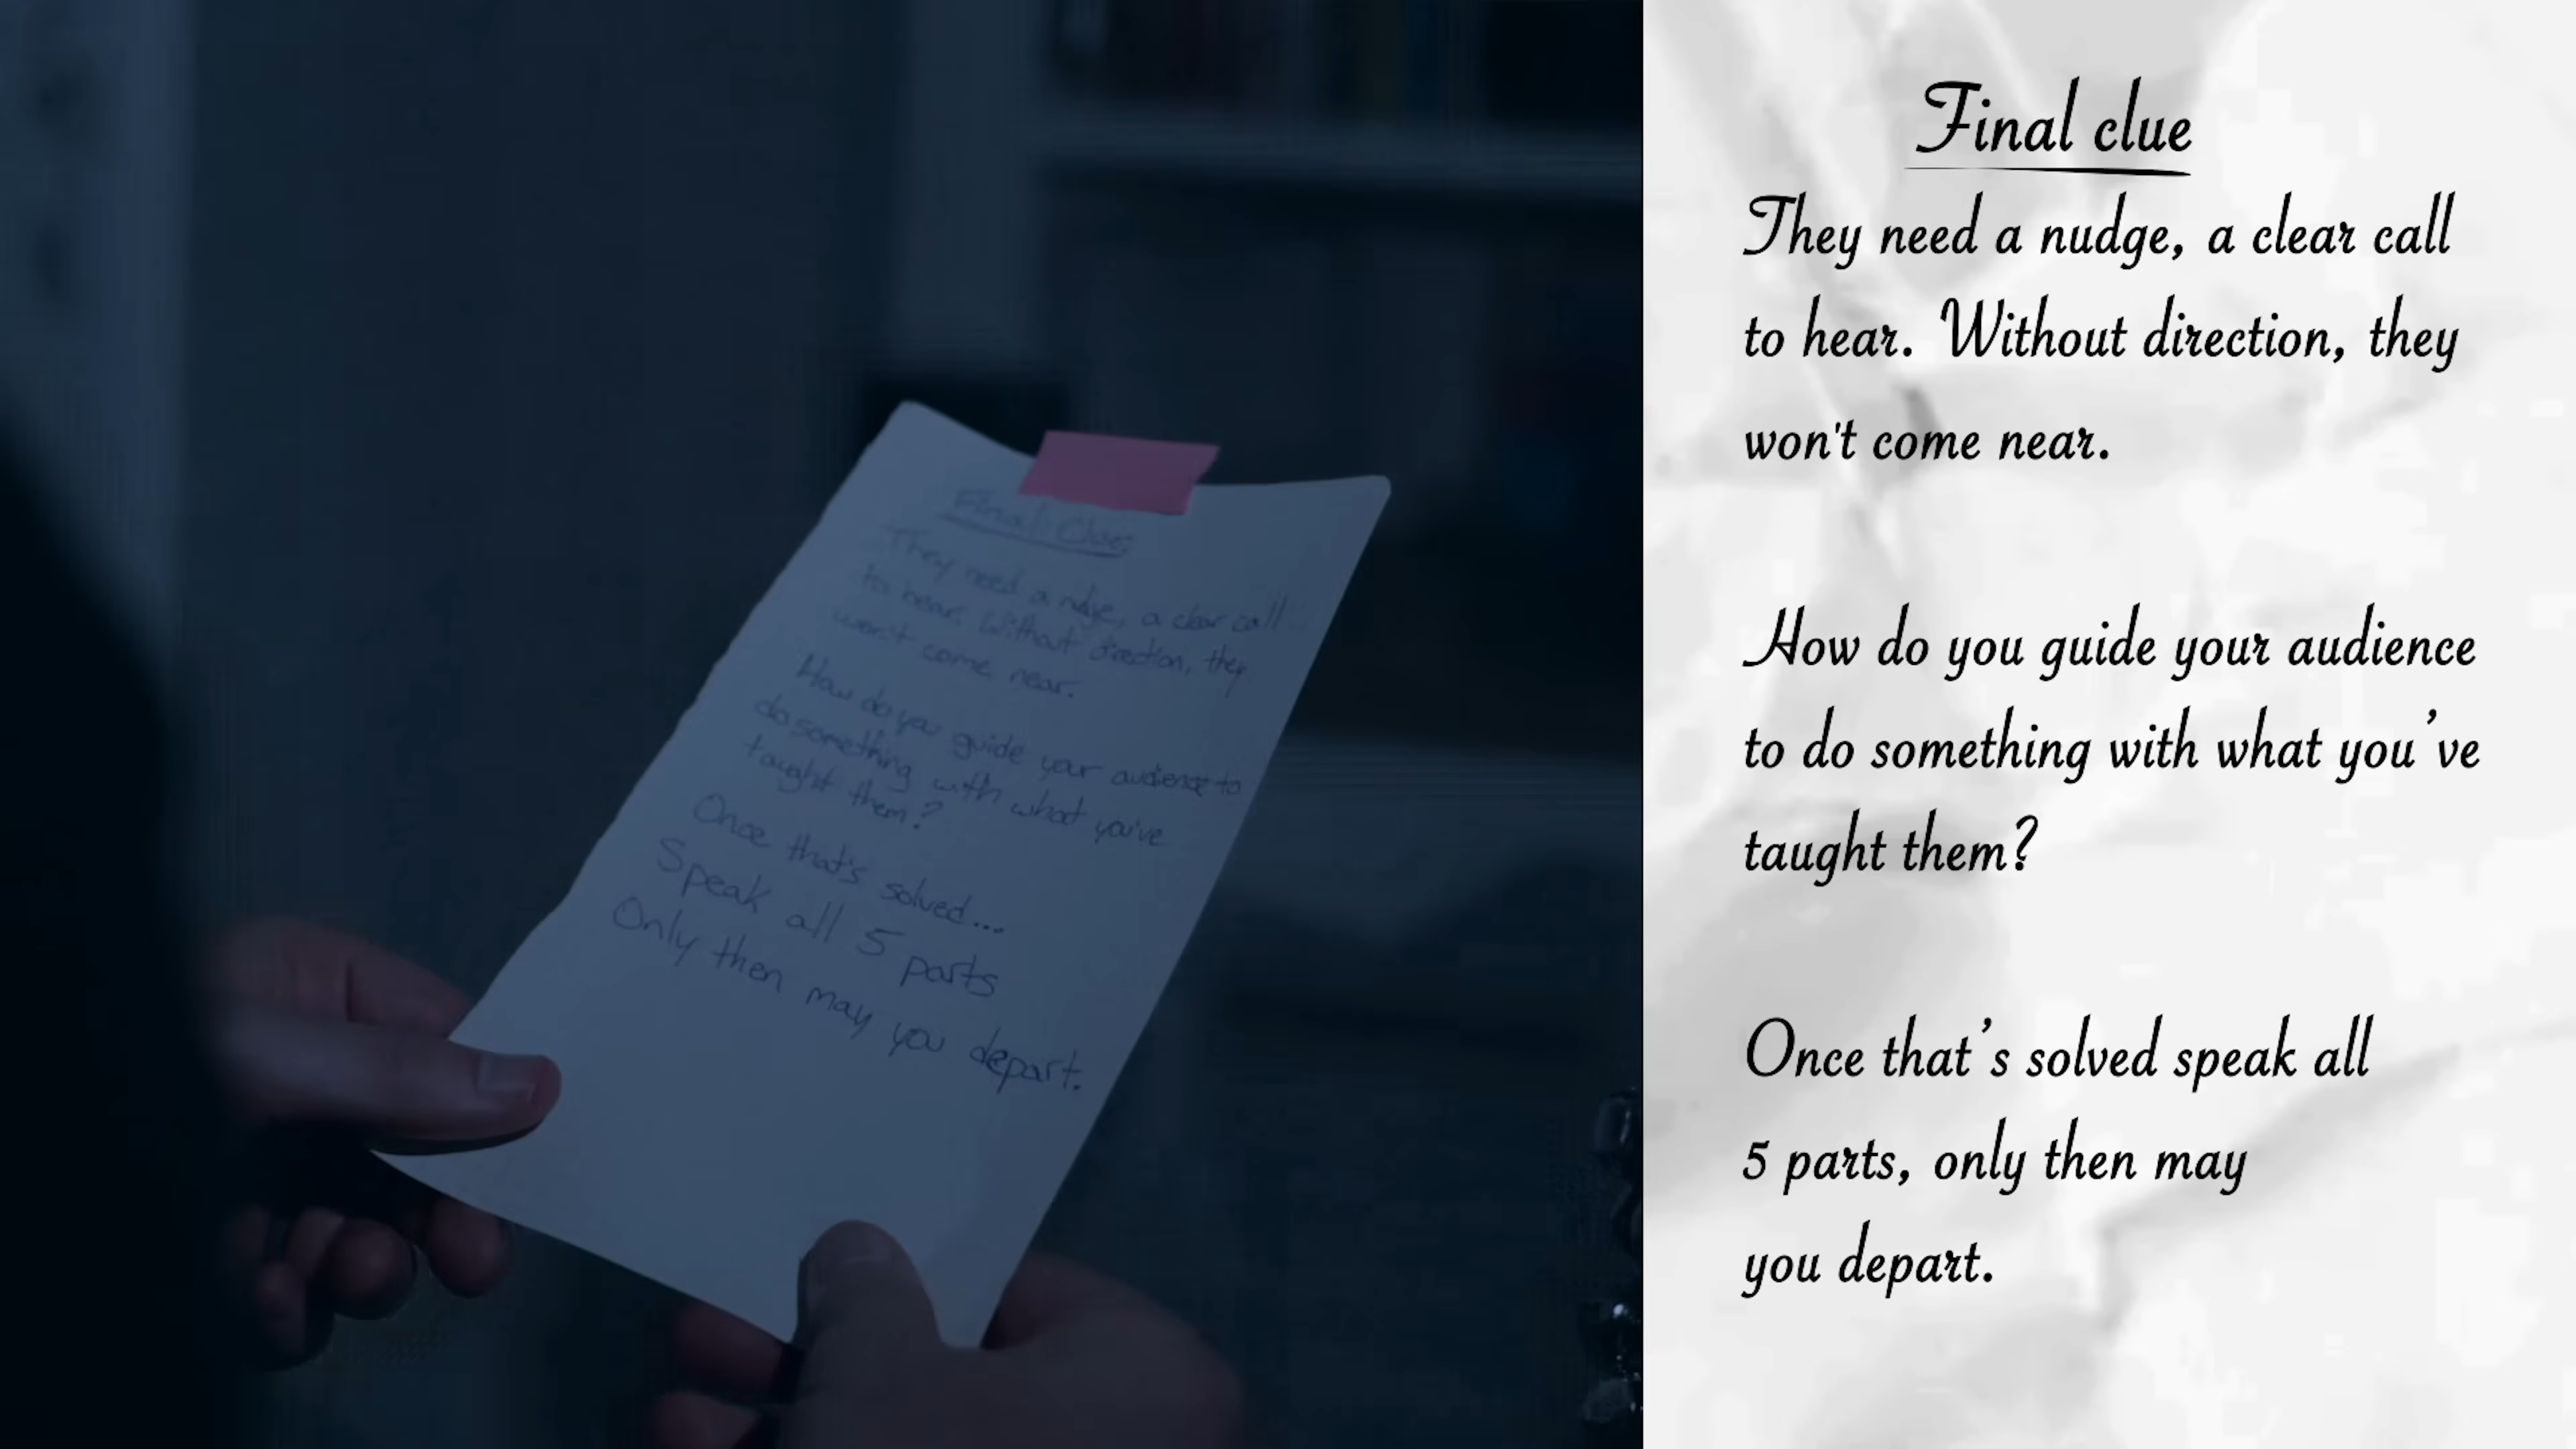 Final Clue
They need a nudge, a clear call
to hear. Without direction, they
won't come near.
How do you guide your audience to
do something with what you've
taught them?
Once that's solved...
Speak all 5 parts
Only then may you depart.
Final clue
They need a nudge, a clear call
to hear. Without direction, they
won't come near.
How do you guide your audience
to do something with what you've
taught them?
Once that's solved speak all
5 parts, only then may
you depart.